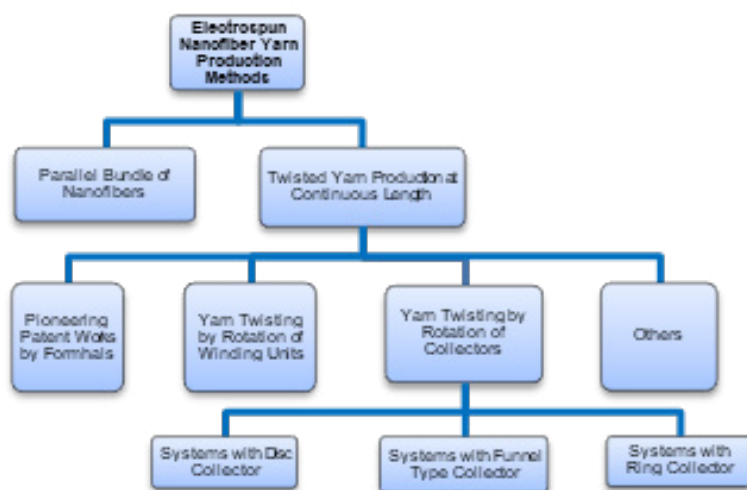 Electrospun
Nanofiber Yarn
Production
Methods
Parallel Bundle of
Nanofibers
Twisted Yarn Production at
Continuous Length
Pioneering
Patent Works
by Formhals
Yarn Twisting
by Rotation of
Winding Units
Yarn Twisting by
Rotation of
Collectors
Others
Systems with Disc
Collector
Systems with Funnel
Type Collector
Systems with
Ring Collector